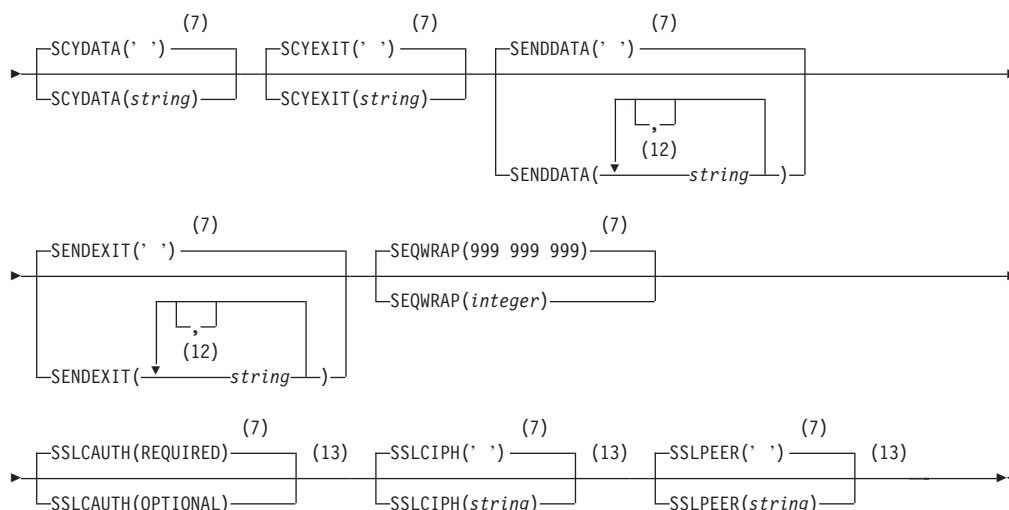 (7) (7) (7)
SCYDATA(’ ’) SCYEXIT(’ ’) SENDDATA(’ ’)
SCYDATA(string) SCYEXIT(string)
,
(12)
SENDDATA( string )
(7) (7)
SENDEXIT(’ ’) SEQWRAP(999 999 999)
SEQWRAP(integer)
,
(12)
SENDEXIT( string )
(7) (7) (7)
SSLCAUTH(REQUIRED) (13) SSLCIPH(’ ’) (13) SSLPEER(’ ’) (13)
SSLCAUTH(OPTIONAL) SSLCIPH(string) SSLPEER(string)